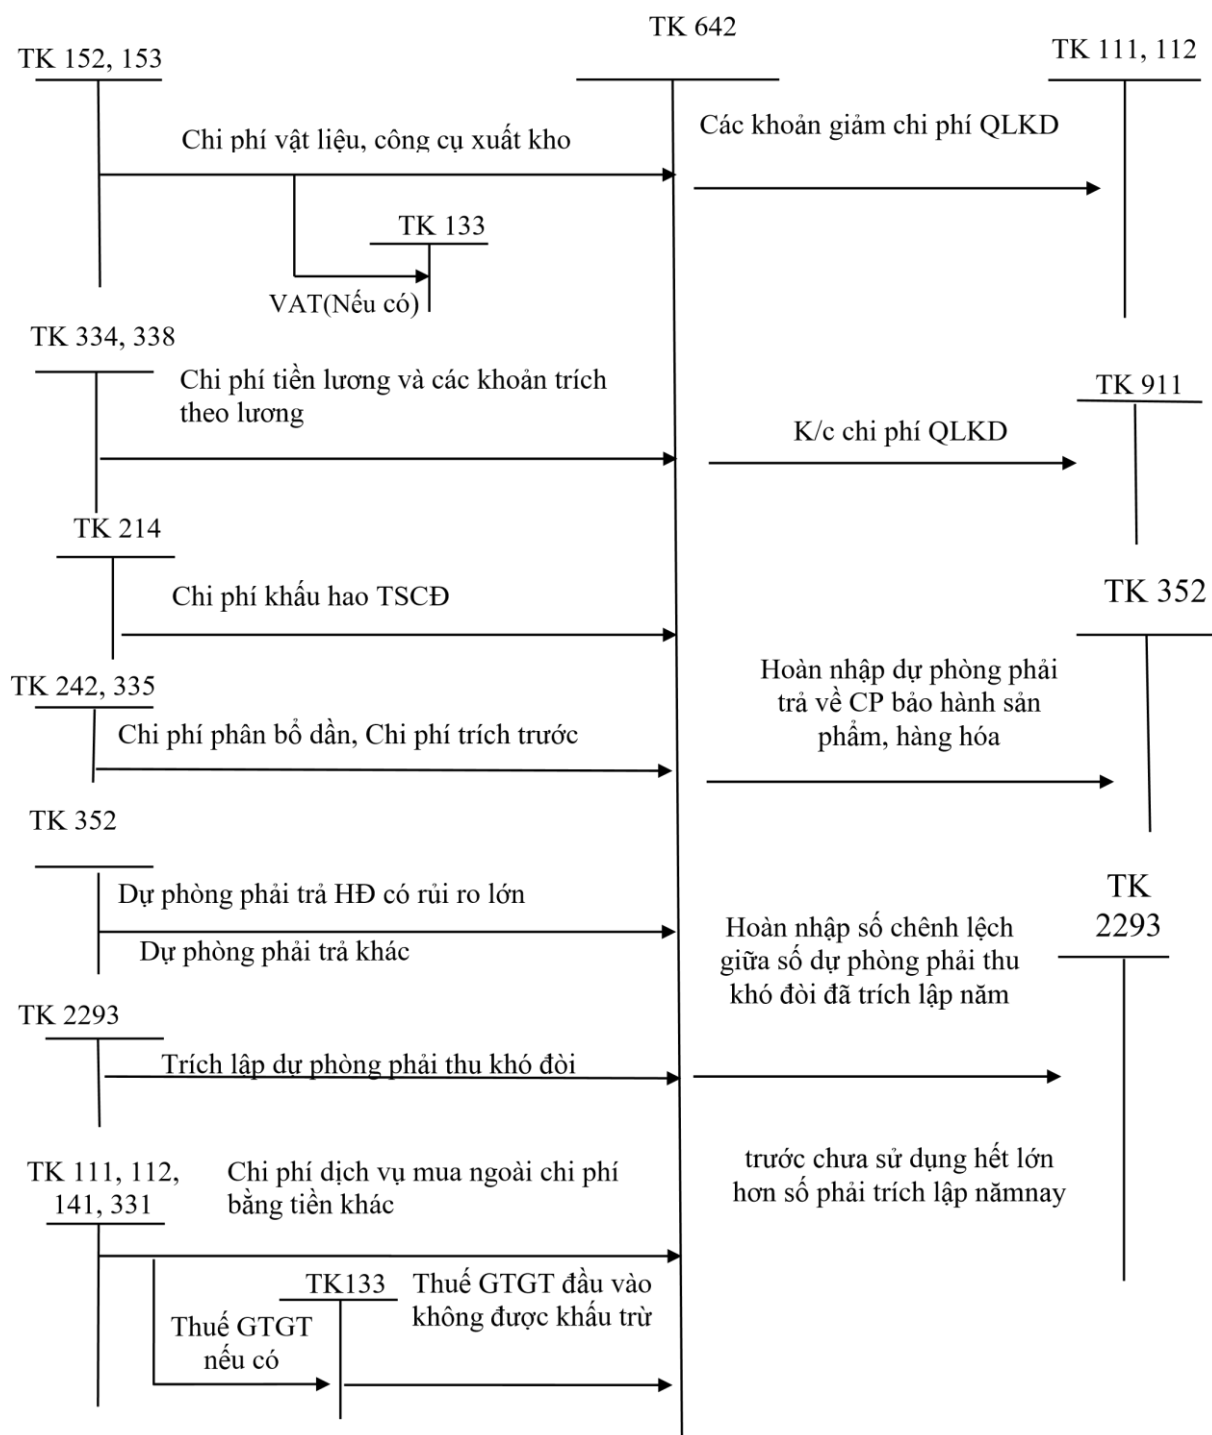 TK 642
TK 152, 153
TK 111, 112
Chi phí vật liệu, công cụ xuất kho
Các khoản giảm chi phí QLKD
TK 133
VAT(Nếu có)
TK 334, 338
Chi phí tiền lương và các khoản trích
theo lương
TK 911
K/c chi phí QLKD
TK 214
Chi phí khấu hao TSCĐ
TK 352
TK 242, 335
Chi phí phân bổ dần, Chi phí trích trước
Hoàn nhập dự phòng phải
trả về CP bảo hành sản
phẩm, hàng hóa
TK 352
Dự phòng phải trả HĐ có rủi ro lớn
Dự phòng phải trả khác
TK
2293
Hoàn nhập số chênh lệch
giữa số dự phòng phải thu
khó đòi đã trích lập năm
TK 2293
Trích lập dự phòng phải thu khó đòi
trước chưa sử dụng hết lớn
hơn số phải trích lập nămnay
TK 111, 112,
141, 331
Chi phí dịch vụ mua ngoài chi phí
bằng tiền khác
TK133
Thuế GTGT đầu vào
không được khấu trừ
Thuế GTGT
nếu có